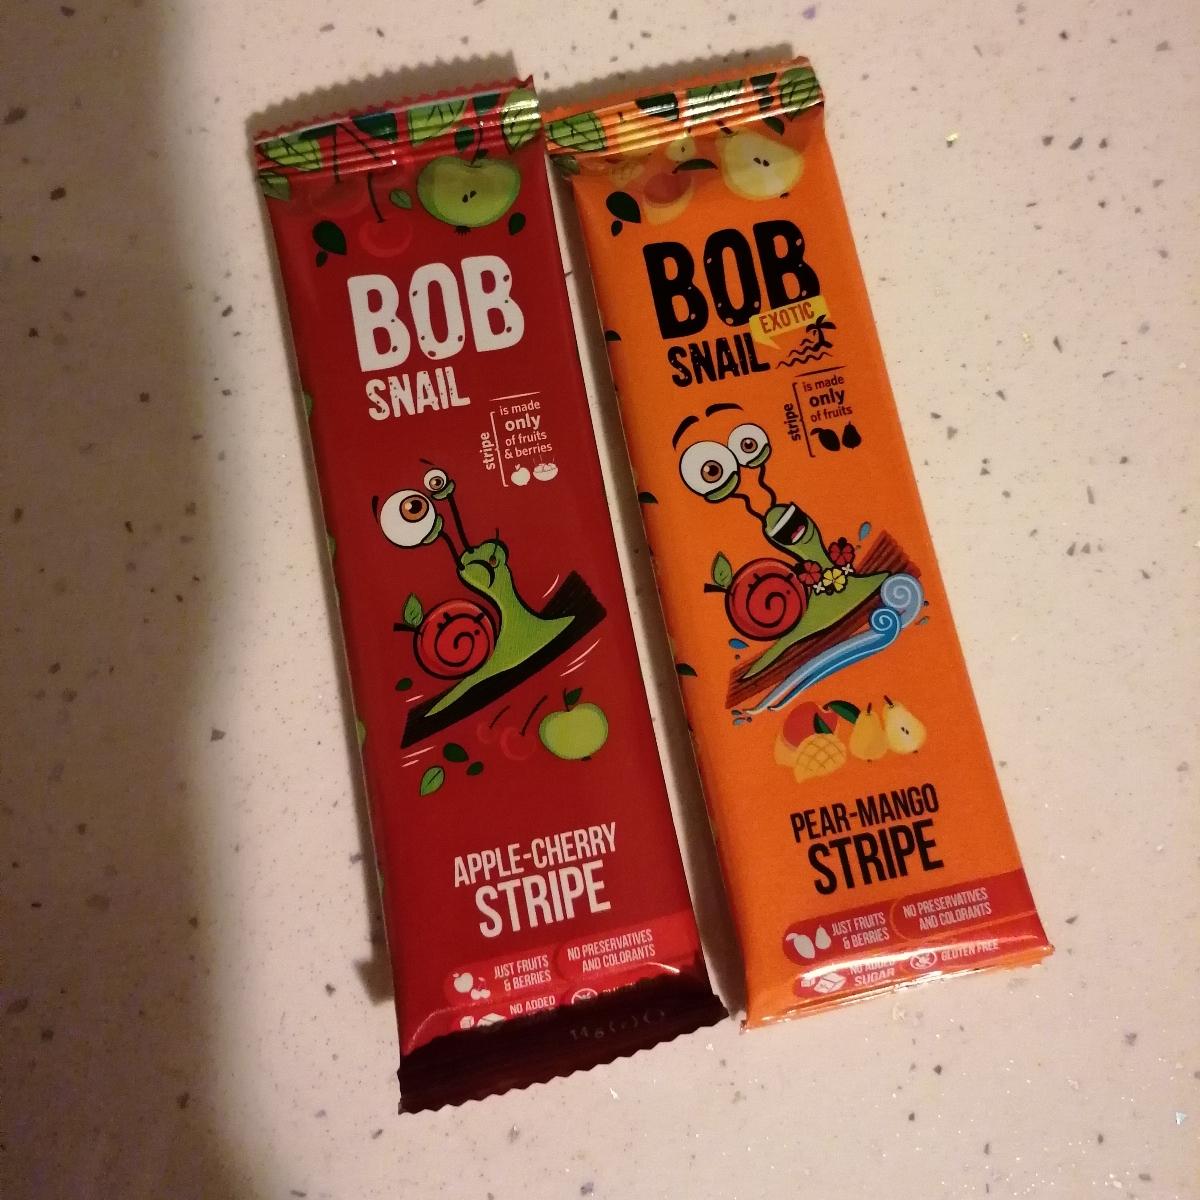 BOB
SNAIL
stripe
is made
only
of fruits
& berries
APPLE-CHERRY
STRIPE
JUST FRUITS
& BERRIES
NO PRESERVATIVES
AND COLORANTS
NO ADDED
14g (e)
BOB
EXOTIC
SNAIL
stripe
is made
only
of fruits
PEAR-MANGO
STRIPE
JUST FRUITS
& BERRIES
NO PRESERVATIVES
AND COLORANTS
NO ADDED
SUGAR
GLUTEN FREE